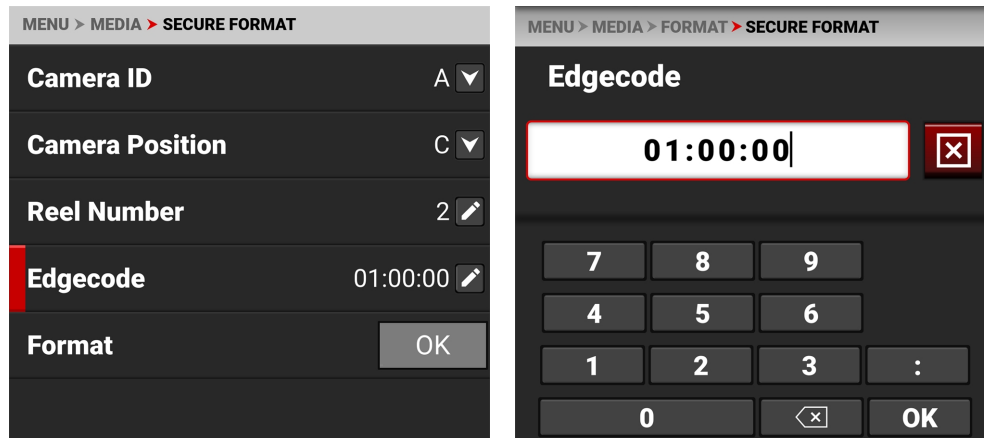 MENU > MEDIA > SECURE FORMAT
Camera ID A
Camera Position C
Reel Number 2
Edgecode 01:00:00
Format OK
MENU > MEDIA > FORMAT > SECURE FORMAT
Edgecode
01:00:00
7 8 9
4 5 6
1 2 3 :
0 OK